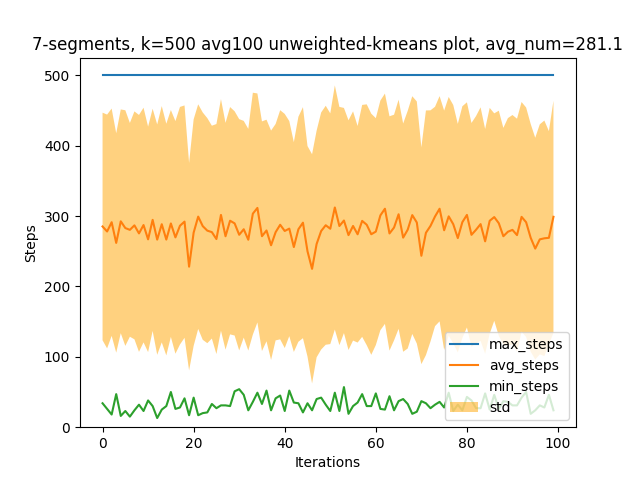 7-segments, k=500 avg100 unweighted-kmeans plot, avg_num=281.1
500
400
300
200
100
0
Steps
0
20
40
60
80
100
Iterations
max_steps
avg_steps
min_steps
std